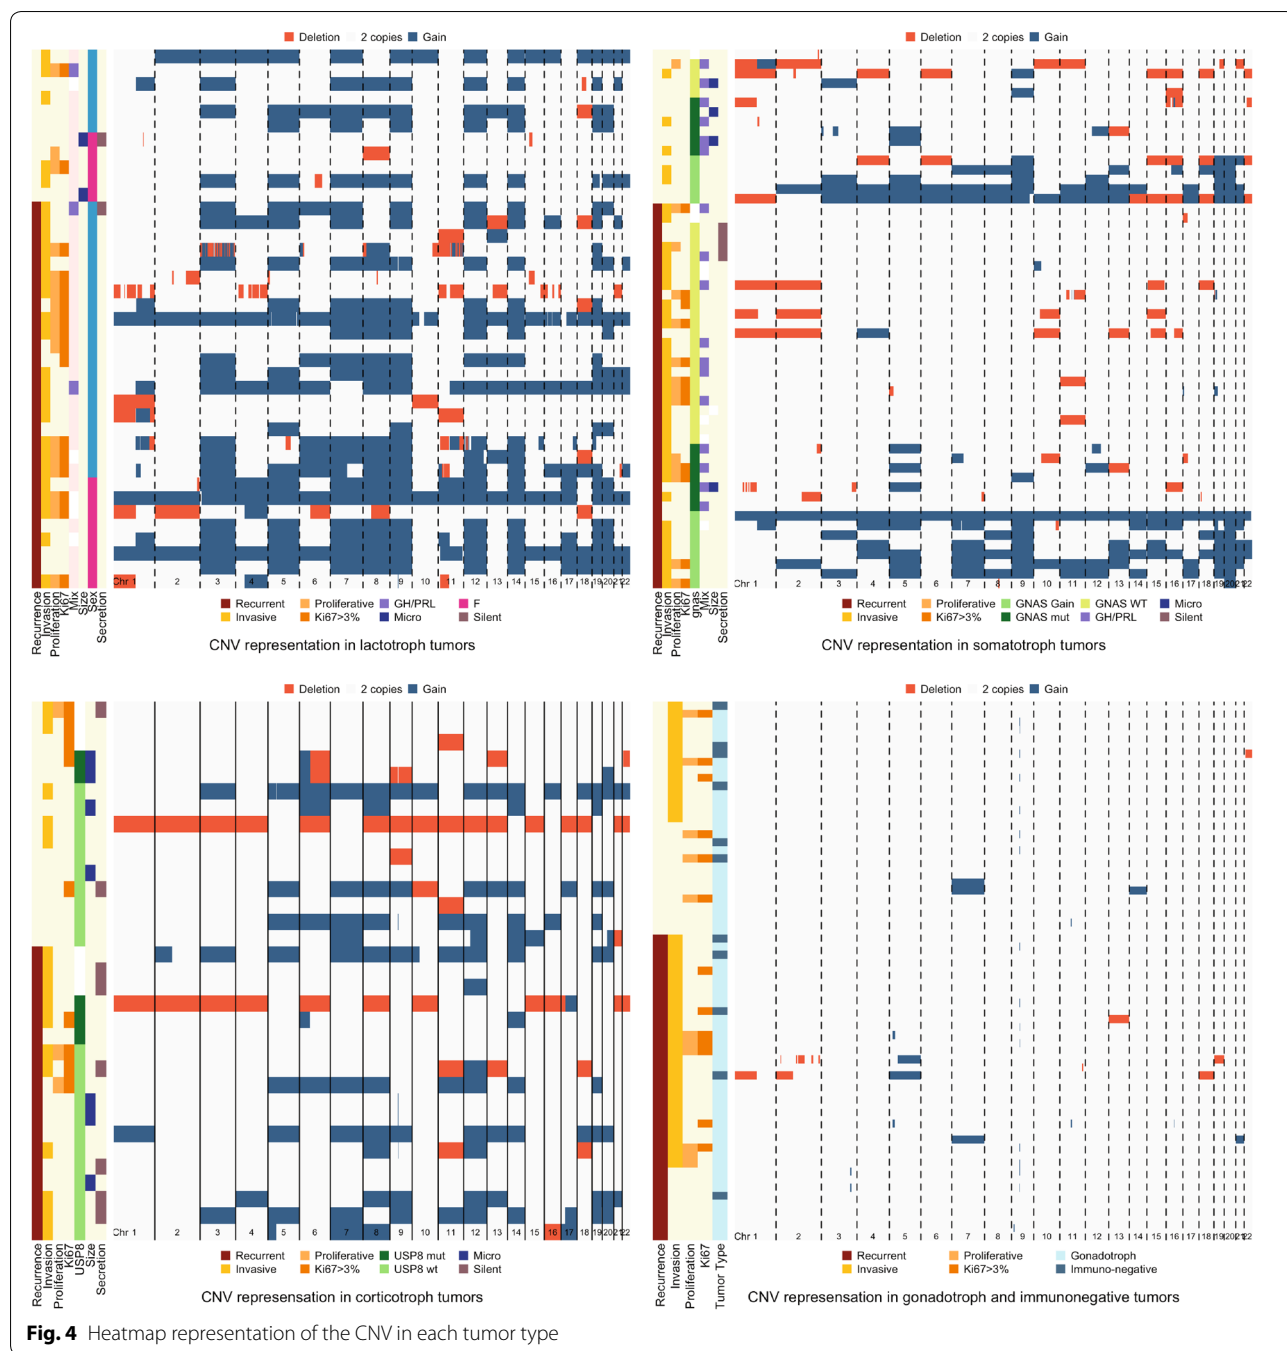 Deletion 2 copies Gain
Chr 1 2 3 4 5 6 7 8 9 10 11 12 13 14 15 16 17 18 19 20 21 22
Recurrence Invasion Proliferation Ki67 Mix Size Sex Secretion
Recurrent Proliferative GH/PRL F
Invasive Ki67>3% Micro Silent
CNV representation in lactotroph tumors
Deletion 2 copies Gain
Chr 1 2 3 4 5 6 7 8 9 10 11 12 13 14 15 16 17 18 19 20 21 22
Recurrence Invasion Proliferation Ki67 gnas Mix Size Secretion
Recurrent Proliferative GNAS Gain GNAS WT Micro
Invasive Ki67>3% GNAS mut GH/PRL Silent
CNV representation in somatotroph tumors
Deletion 2 copies Gain
Chr 1 2 3 4 5 6 7 8 9 10 11 12 13 14 15 16 17 18 19 20 21 22
Recurrence Invasion Proliferation Ki67 USP8 Size Secretion
Recurrent Proliferative USP8 mut Micro
Invasive Ki67>3% USP8 wt Silent
CNV represensation in corticotroph tumors
Deletion 2 copies Gain
Chr 1 2 3 4 5 6 7 8 9 10 11 12 13 14 15 16 17 18 19 20 21 22
Recurrence Invasion Proliferation Ki67 Tumor Type
Recurrent Proliferative Gonadotroph
Invasive Ki67>3% Immuno-negative
CNV represensation in gonadotroph and immunonegative tumors
Fig. 4 Heatmap representation of the CNV in each tumor type